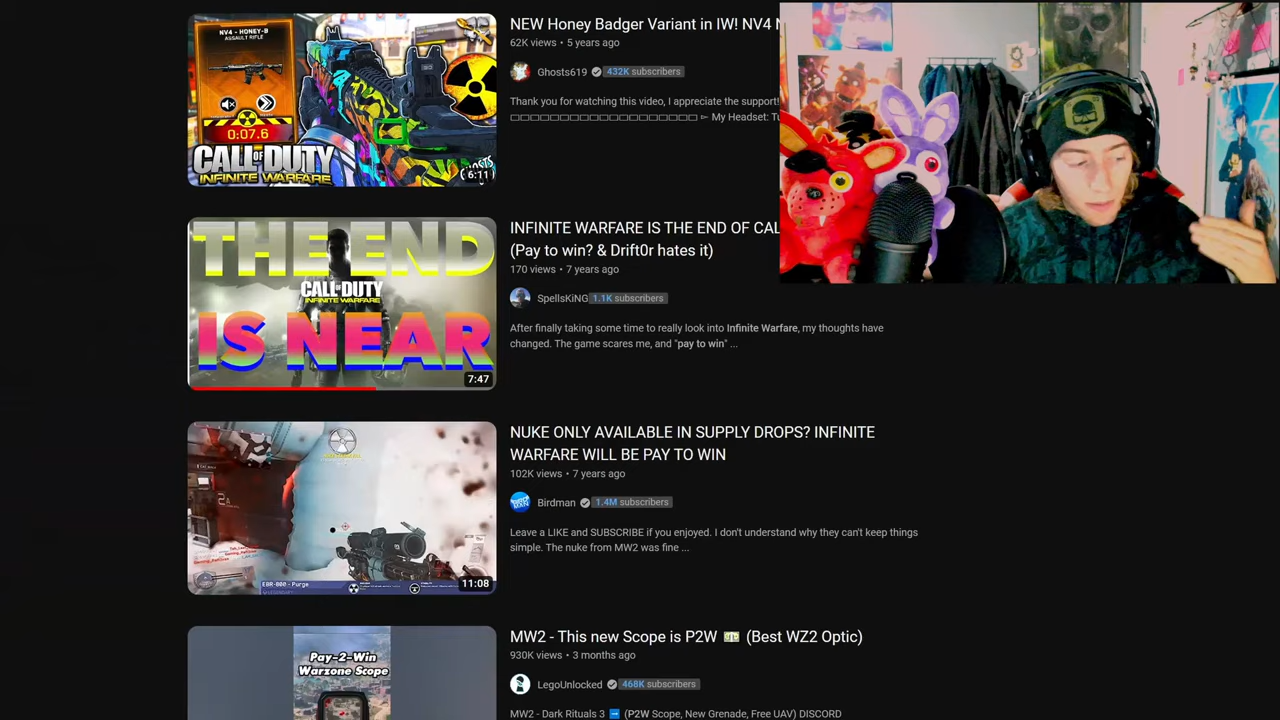 NV4 - HONEY-B
ASSAULT RIFLE
0:07.6
CALL OF DUTY
INFINITE WARFARE
6:11
NEW Honey Badger Variant in IW! NV4
62K views • 5 years ago
Ghosts619 432K subscribers
Thank you for watching this video, I appreciate the support!
My Headset:
THE END
CALL OF DUTY
INFINITE WARFARE
IS NEAR
7:47
INFINITE WARFARE IS THE END OF CAL
(Pay to win? & Drift0r hates it)
170 views • 7 years ago
SpellsKiNG 1.1K subscribers
After finally taking some time to really look into Infinite Warfare, my thoughts have
changed. The game scares me, and "pay to win" ...
EBR-800 - Purge
LEGENDARY
11:08
NUKE ONLY AVAILABLE IN SUPPLY DROPS? INFINITE
WARFARE WILL BE PAY TO WIN
102K views • 7 years ago
Birdman 1.4M subscribers
Leave a LIKE and SUBSCRIBE if you enjoyed. I don't understand why they can't keep things
simple. The nuke from MW2 was fine ...
Pay-2-Win
Warzone Scope
MW2 - This new Scope is P2W 💵 (Best WZ2 Optic)
930K views • 3 months ago
LegoUnlocked 468K subscribers
MW2 - Dark Rituals 3 ➡️ (P2W Scope, New Grenade, Free UAV) DISCORD